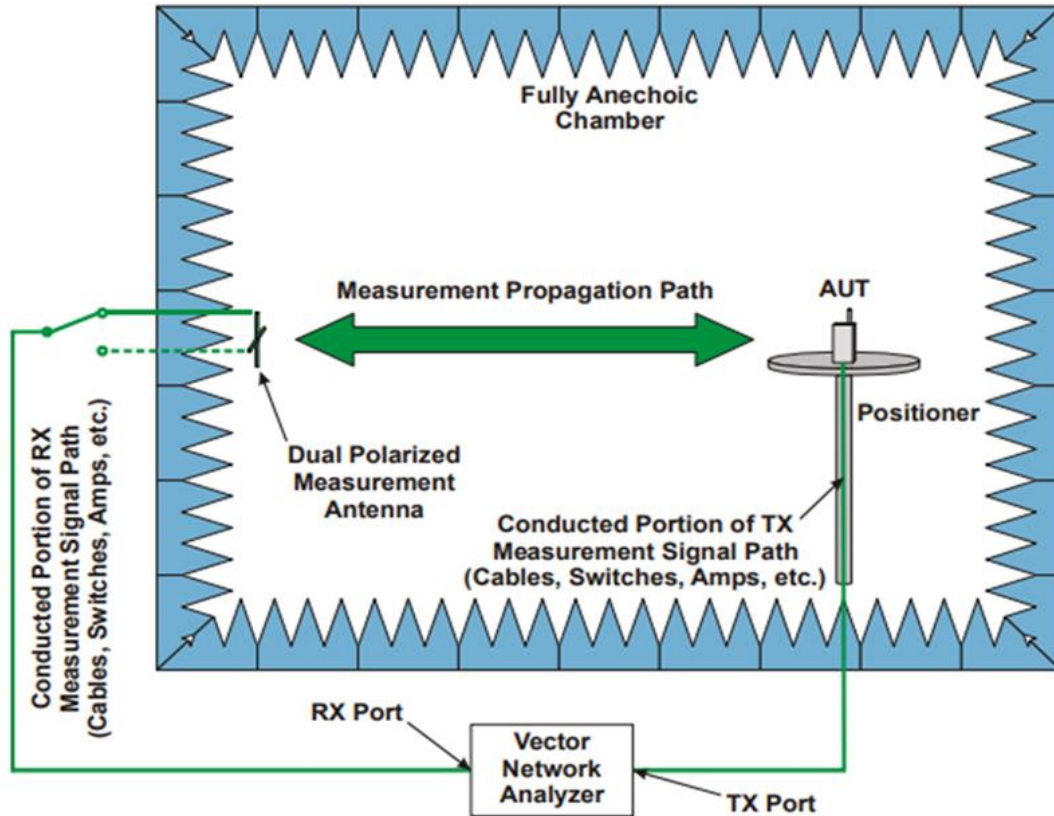 Fully Anechoic
Chamber
Measurement Propagation Path
AUT
Positioner
Dual Polarized
Measurement
Antenna
Conducted Portion of TX
Measurement Signal Path
(Cables, Switches, Amps, etc.)
Conducted Portion of RX
Measurement Signal Path
(Cables, Switches, Amps, etc.)
RX Port
Vector
Network
Analyzer
TX Port